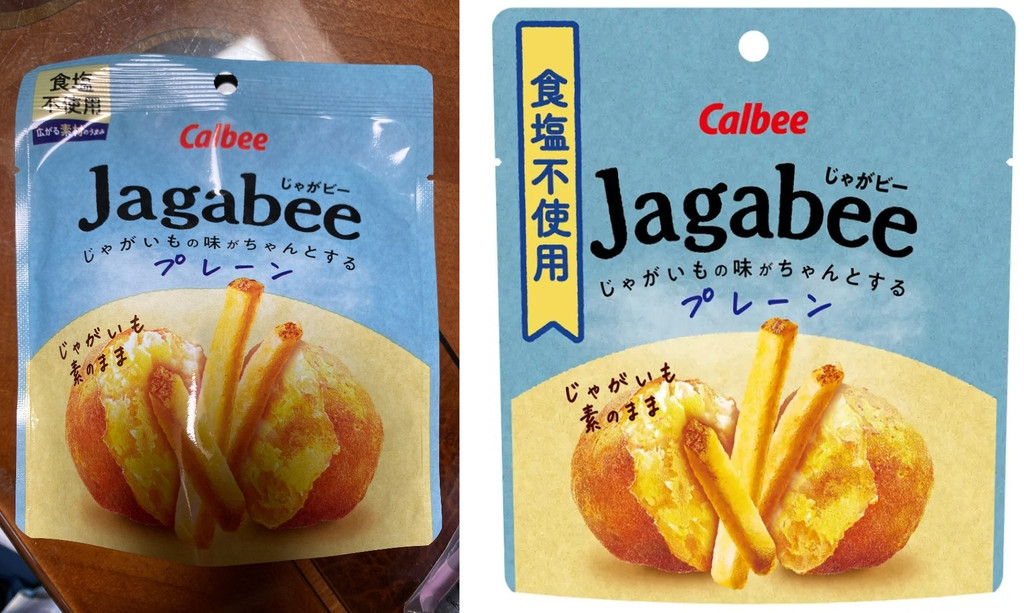 食塩
不使用
広がる素材のうまみ
Calbee
じゃがビー
Jagabee
じゃがいもの味がちゃんとする
プレーン
じゃがいも
素のまま
食塩不使用
Calbee
じゃがビー
Jagabee
じゃがいもの味がちゃんとする
プレーン
じゃがいも
素のまま